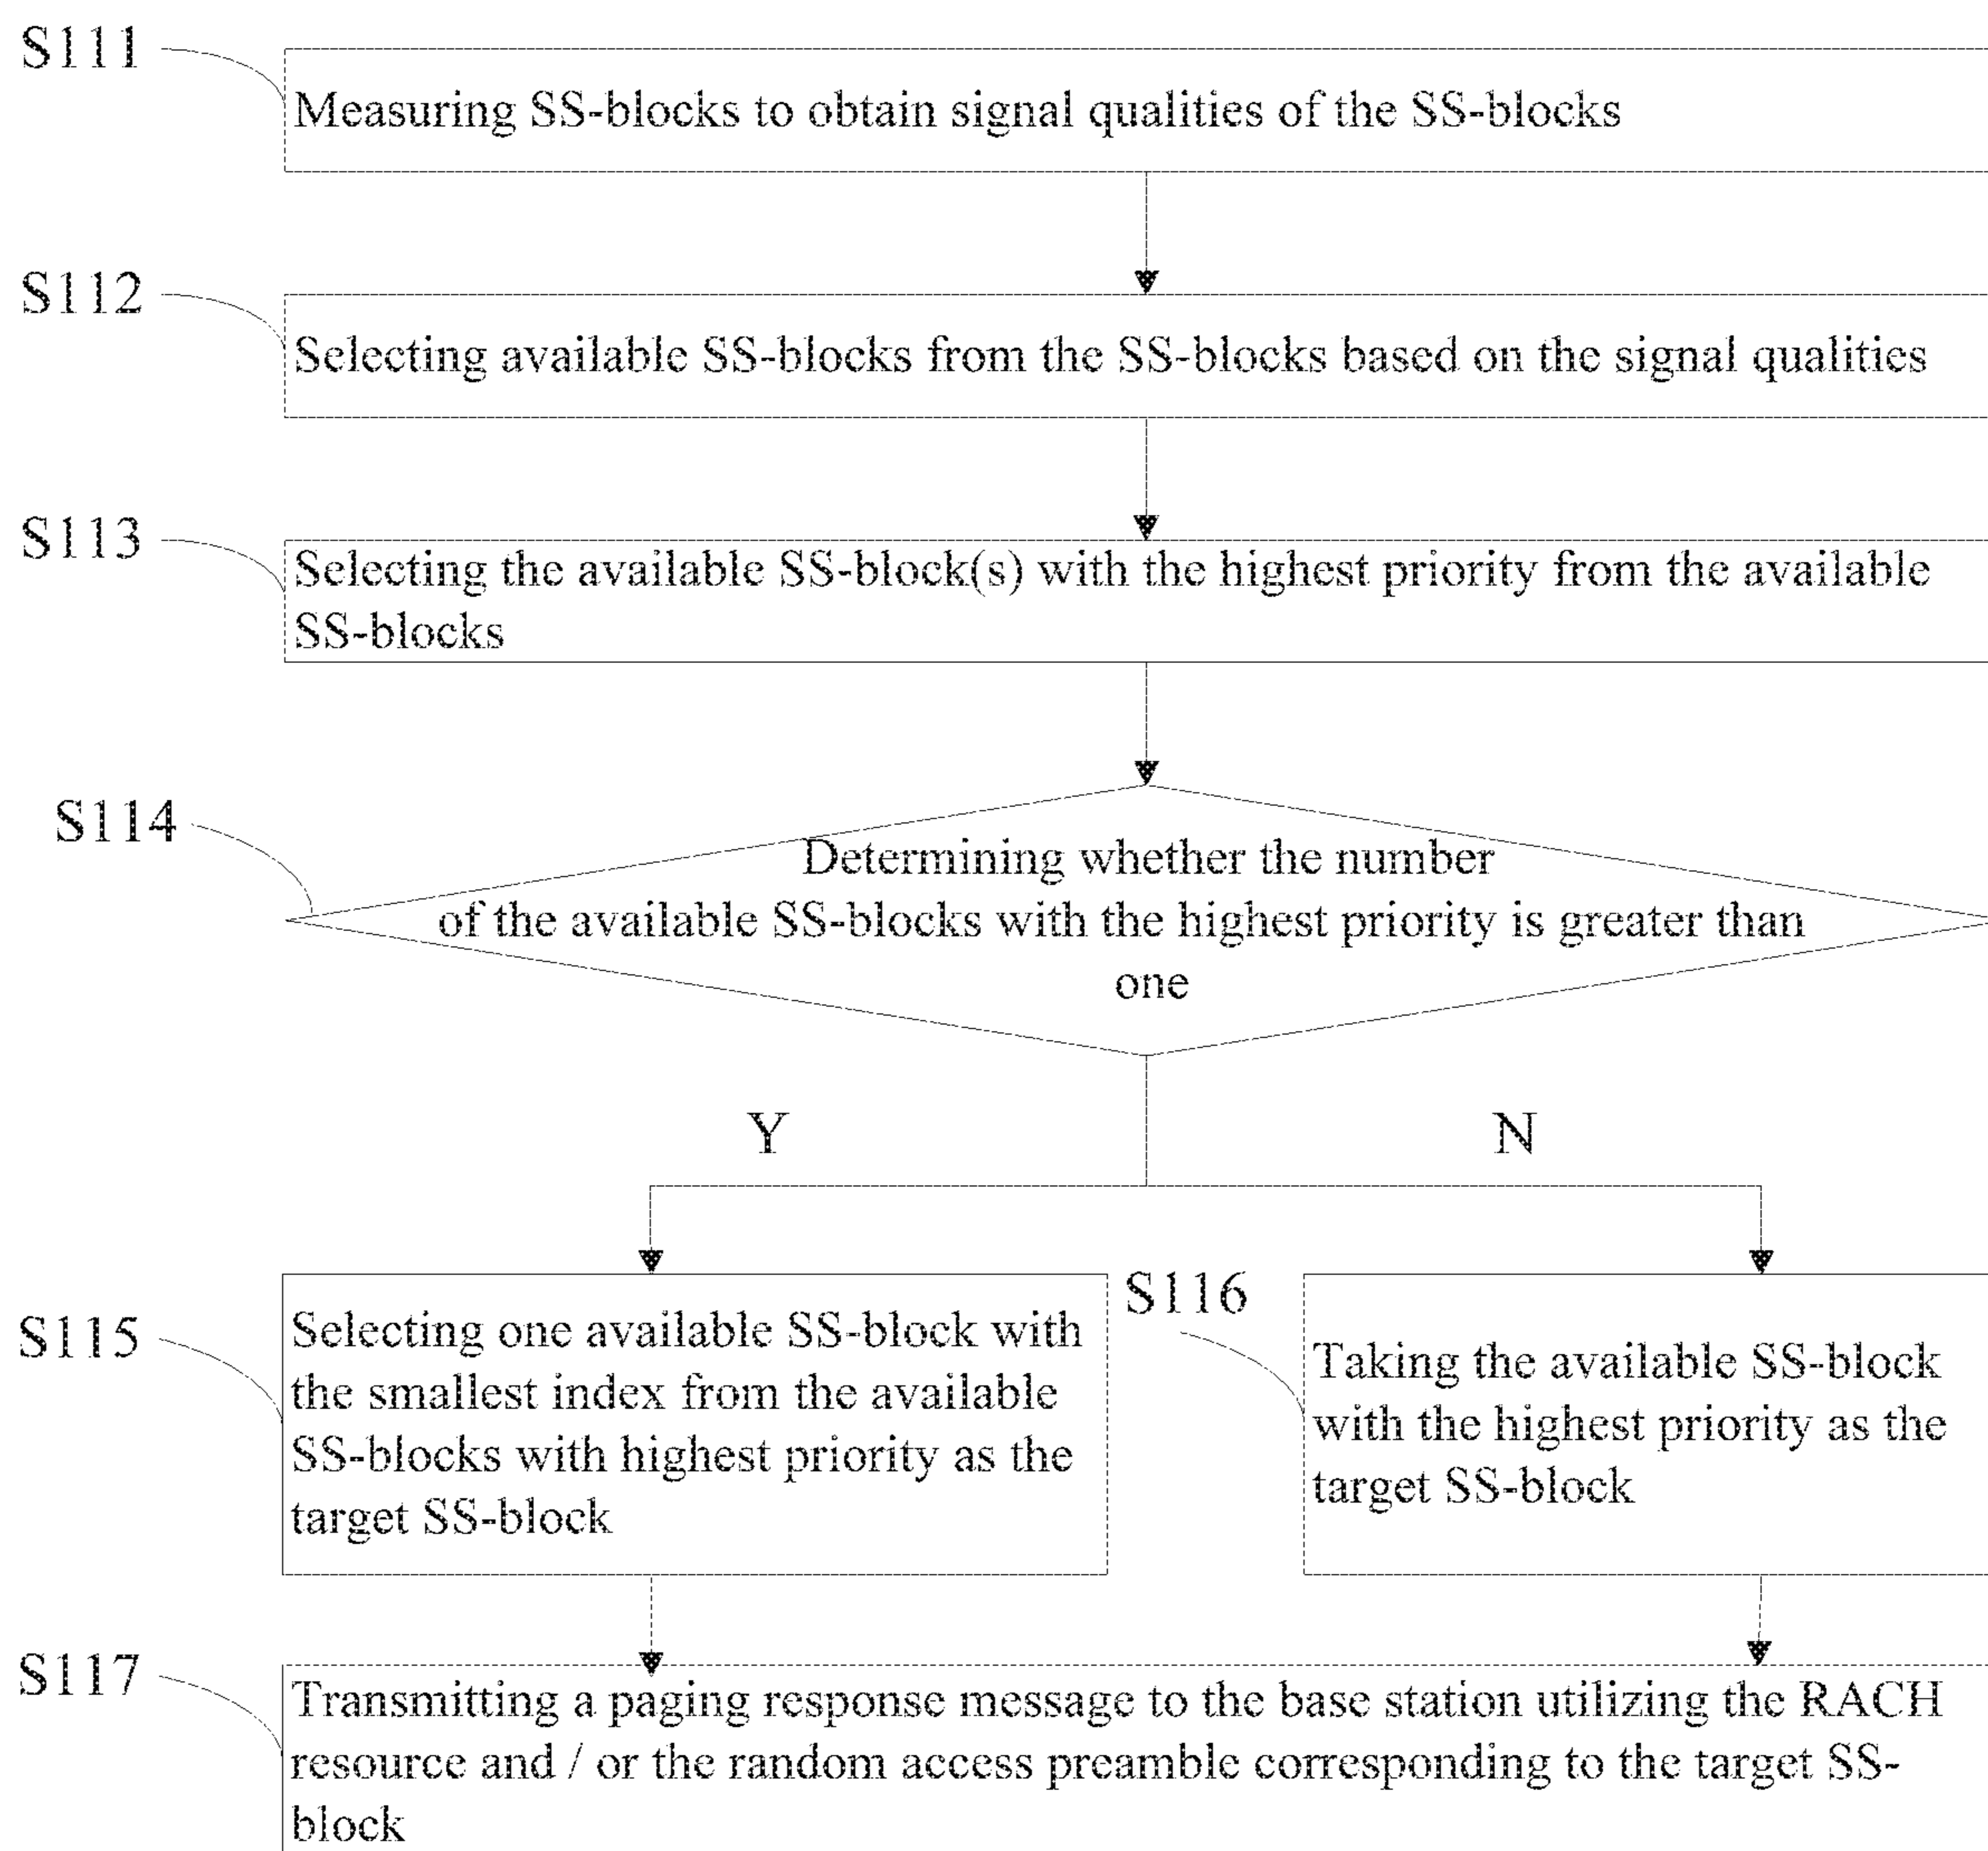 S111
Measuring SS-blocks to obtain signal qualities of the SS-blocks
S112
Selecting available SS-blocks from the SS-blocks based on the signal qualities
S113
Selecting the available SS-block(s) with the highest priority from the available
SS-blocks
S114
Determining whether the number
of the available SS-blocks with the highest priority is greater than
one
Y
N
S115
Selecting one available SS-block with
the smallest index from the available
SS-blocks with highest priority as the
target SS-block
S116
Taking the available SS-block
with the highest priority as the
target SS-block
S117
Transmitting a paging response message to the base station utilizing the RACH
resource and / or the random access preamble corresponding to the target SS-
block